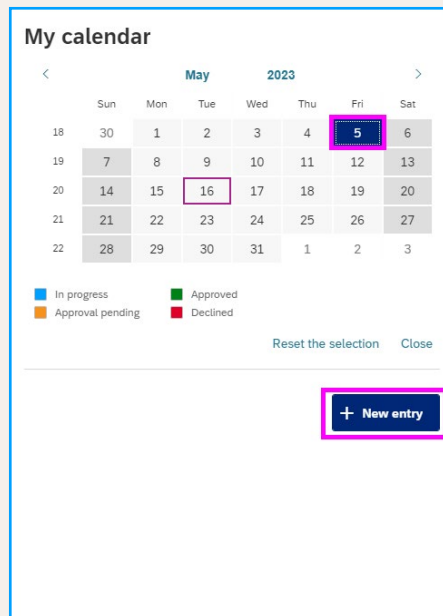 My calendar
< May 2023 >
Sun Mon Tue Wed Thu Fri Sat
18 30 1 2 3 4 5 6
19 7 8 9 10 11 12 13
20 14 15 16 17 18 19 20
21 21 22 23 24 25 26 27
22 28 29 30 31 1 2 3
In progress Approved
Approval pending Declined
Reset the selection Close
+ New entry